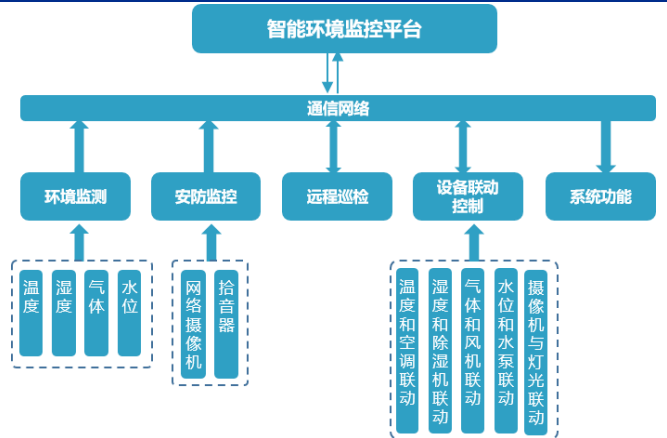 智能环境监控平台
通信网络
环境监测
安防监控
远程巡检
设备联动
控制
系统功能
温度
湿度
气体
水位
网络摄像机
拾音器
温度和空调联动
湿度和除湿机联动
气体和风机联动
水位和水泵联动
摄像机与灯光联动